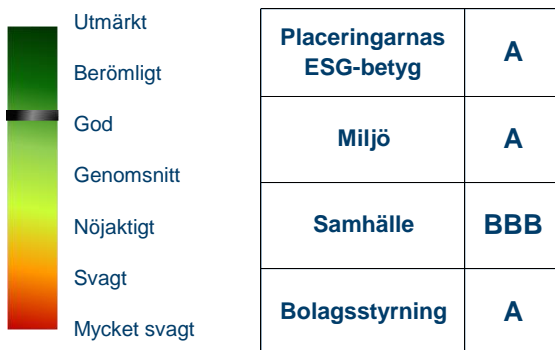 Utmärkt
Berömligt
God
Genomsnitt
Nöjaktigt
Svagt
Mycket svagt
Placeringarnas
ESG-betyg
A
Miljö
A
Samhälle
BBB
Bolagsstyrning
A